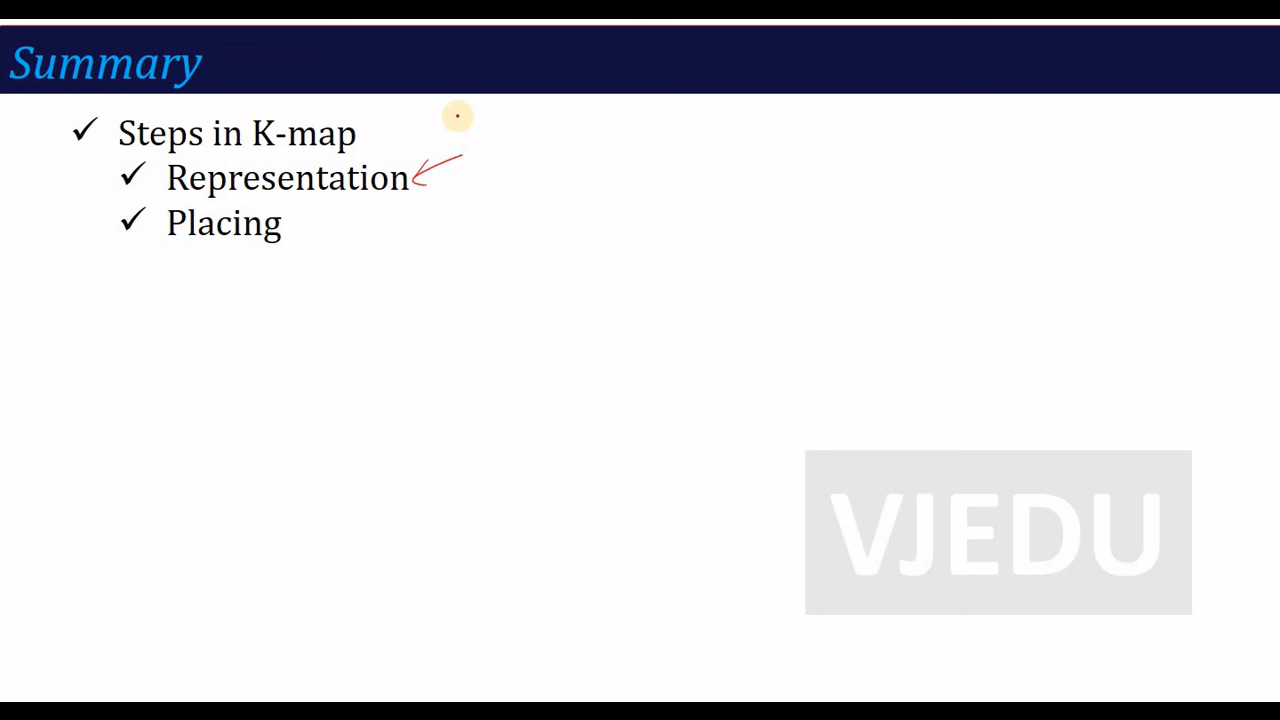 Summary
Steps in K-map
Representation
Placing
VJEDU